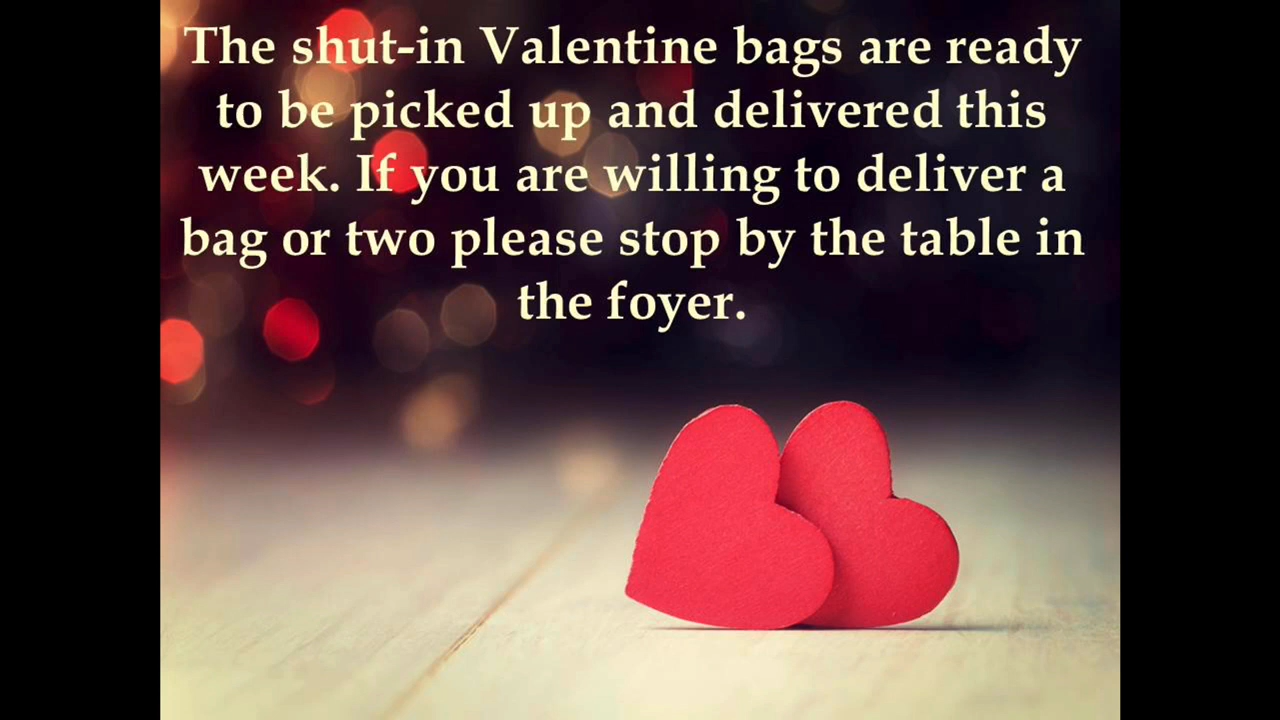 The shut-in Valentine bags are ready
to be picked up and delivered this
week. If you are willing to deliver a
bag or two please stop by the table in
the foyer.